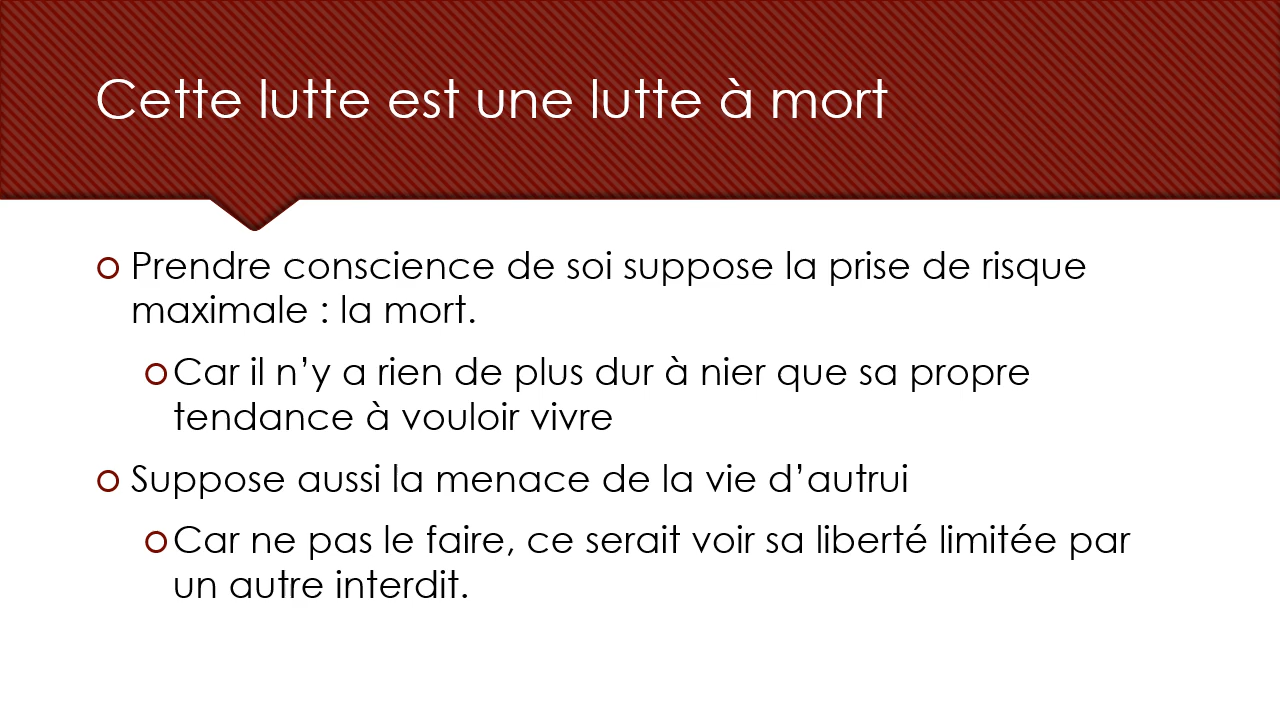 Cette lutte est une lutte à mort
Prendre conscience de soi suppose la prise de risque
maximale : la mort.
Car il n’y a rien de plus dur à nier que sa propre
tendance à vouloir vivre
Suppose aussi la menace de la vie d’autrui
Car ne pas le faire, ce serait voir sa liberté limitée par
un autre interdit.